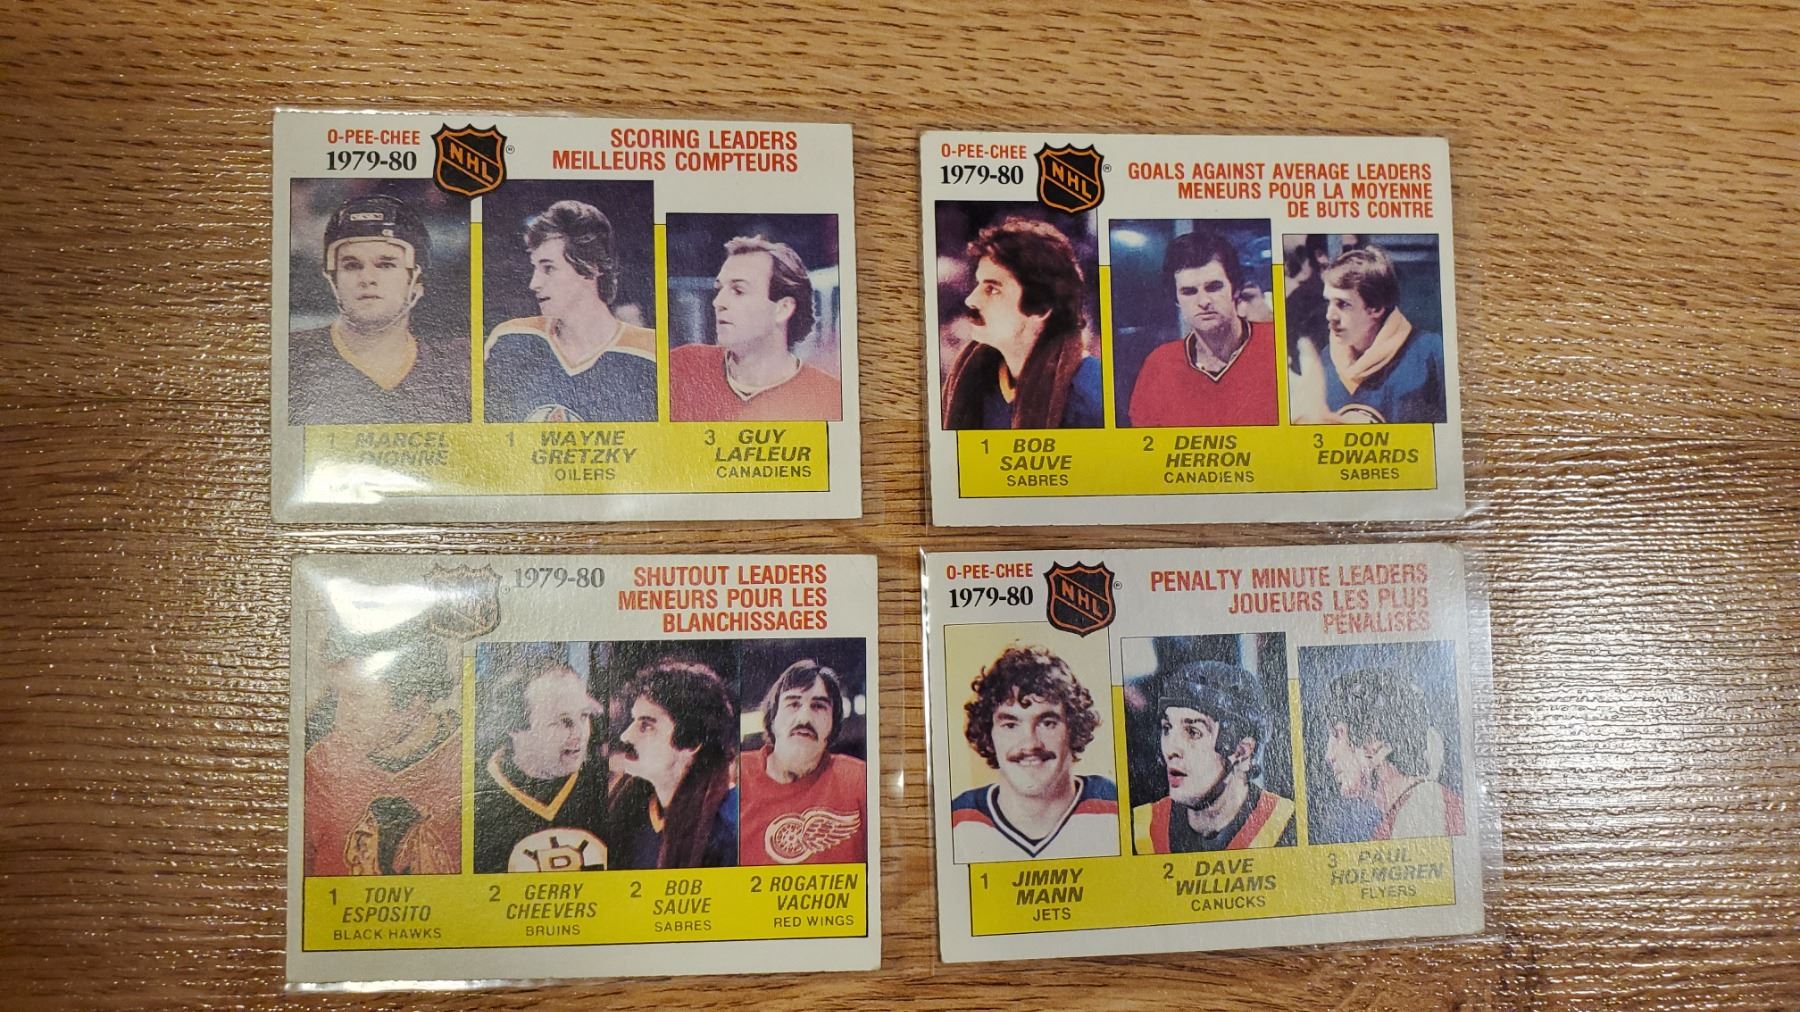 O-PEE-CHEE
1979-80
NHL
SCORING LEADERS
MEILLEURS COMPTEURS
1 MARCEL DIONNE
1 WAYNE GRETZKY
OILERS
3 GUY LAFLEUR
CANADIENS
O-PEE-CHEE
1979-80
NHL
GOALS AGAINST AVERAGE LEADERS
MENEURS POUR LA MOYENNE
DE BUTS CONTRE
1 BOB SAUVE
SABRES
2 DENIS HERRON
CANADIENS
3 DON EDWARDS
SABRES
1979-80
NHL
SHUTOUT LEADERS
MENEURS POUR LES
BLANCHISSAGES
1 TONY ESPOSITO
BLACK HAWKS
2 GERRY CHEEVERS
BRUINS
2 BOB SAUVE
SABRES
2 ROGATIEN VACHON
RED WINGS
O-PEE-CHEE
1979-80
NHL
PENALTY MINUTE LEADERS
JOUEURS LES PLUS
PENALISES
1 JIMMY MANN
JETS
2 DAVE WILLIAMS
CANUCKS
3 PAUL HOLMGREN
FLYERS